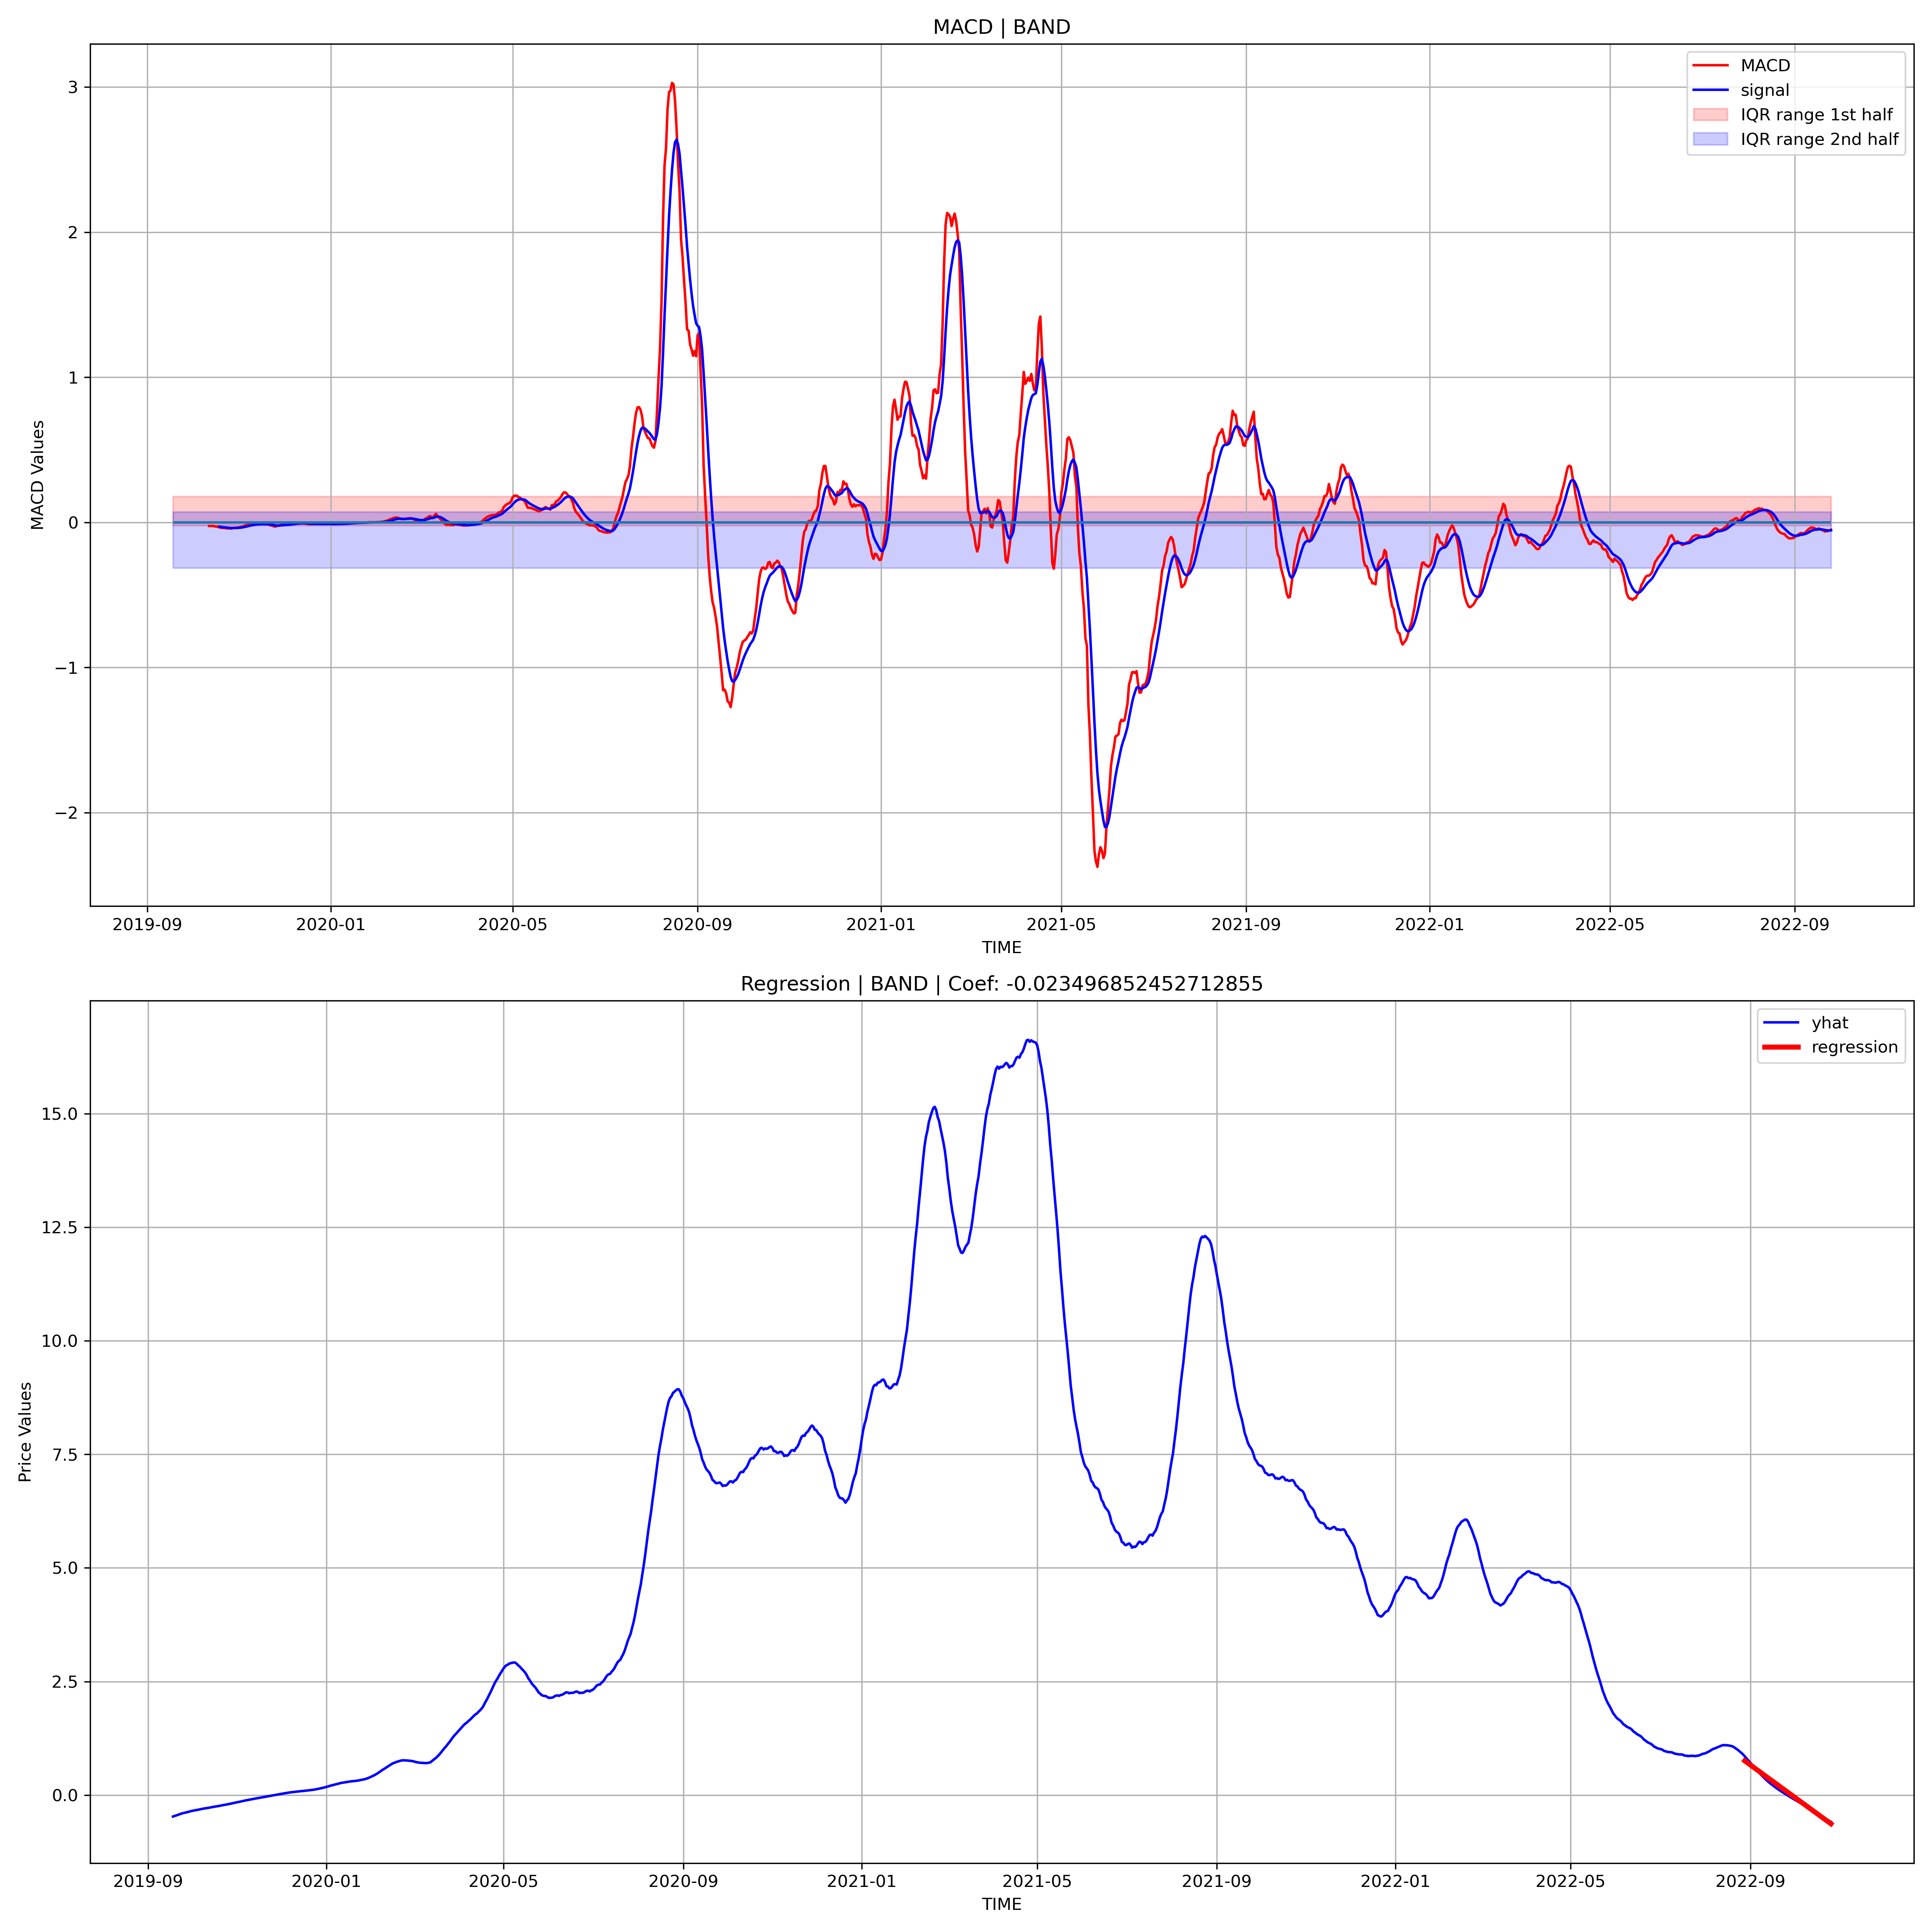 MACD | BAND
MACD
signal
IQR range 1st half
IQR range 2nd half
3
2
1
0
−1
−2
MACD Values
2019-09 2020-01 2020-05 2020-09 2021-01 2021-05 2021-09 2022-01 2022-05 2022-09
TIME
Regression | BAND | Coef: -0.023496852452712855
yhat
regression
15.0
12.5
10.0
7.5
5.0
2.5
0.0
Price Values
2019-09 2020-01 2020-05 2020-09 2021-01 2021-05 2021-09 2022-01 2022-05 2022-09
TIME